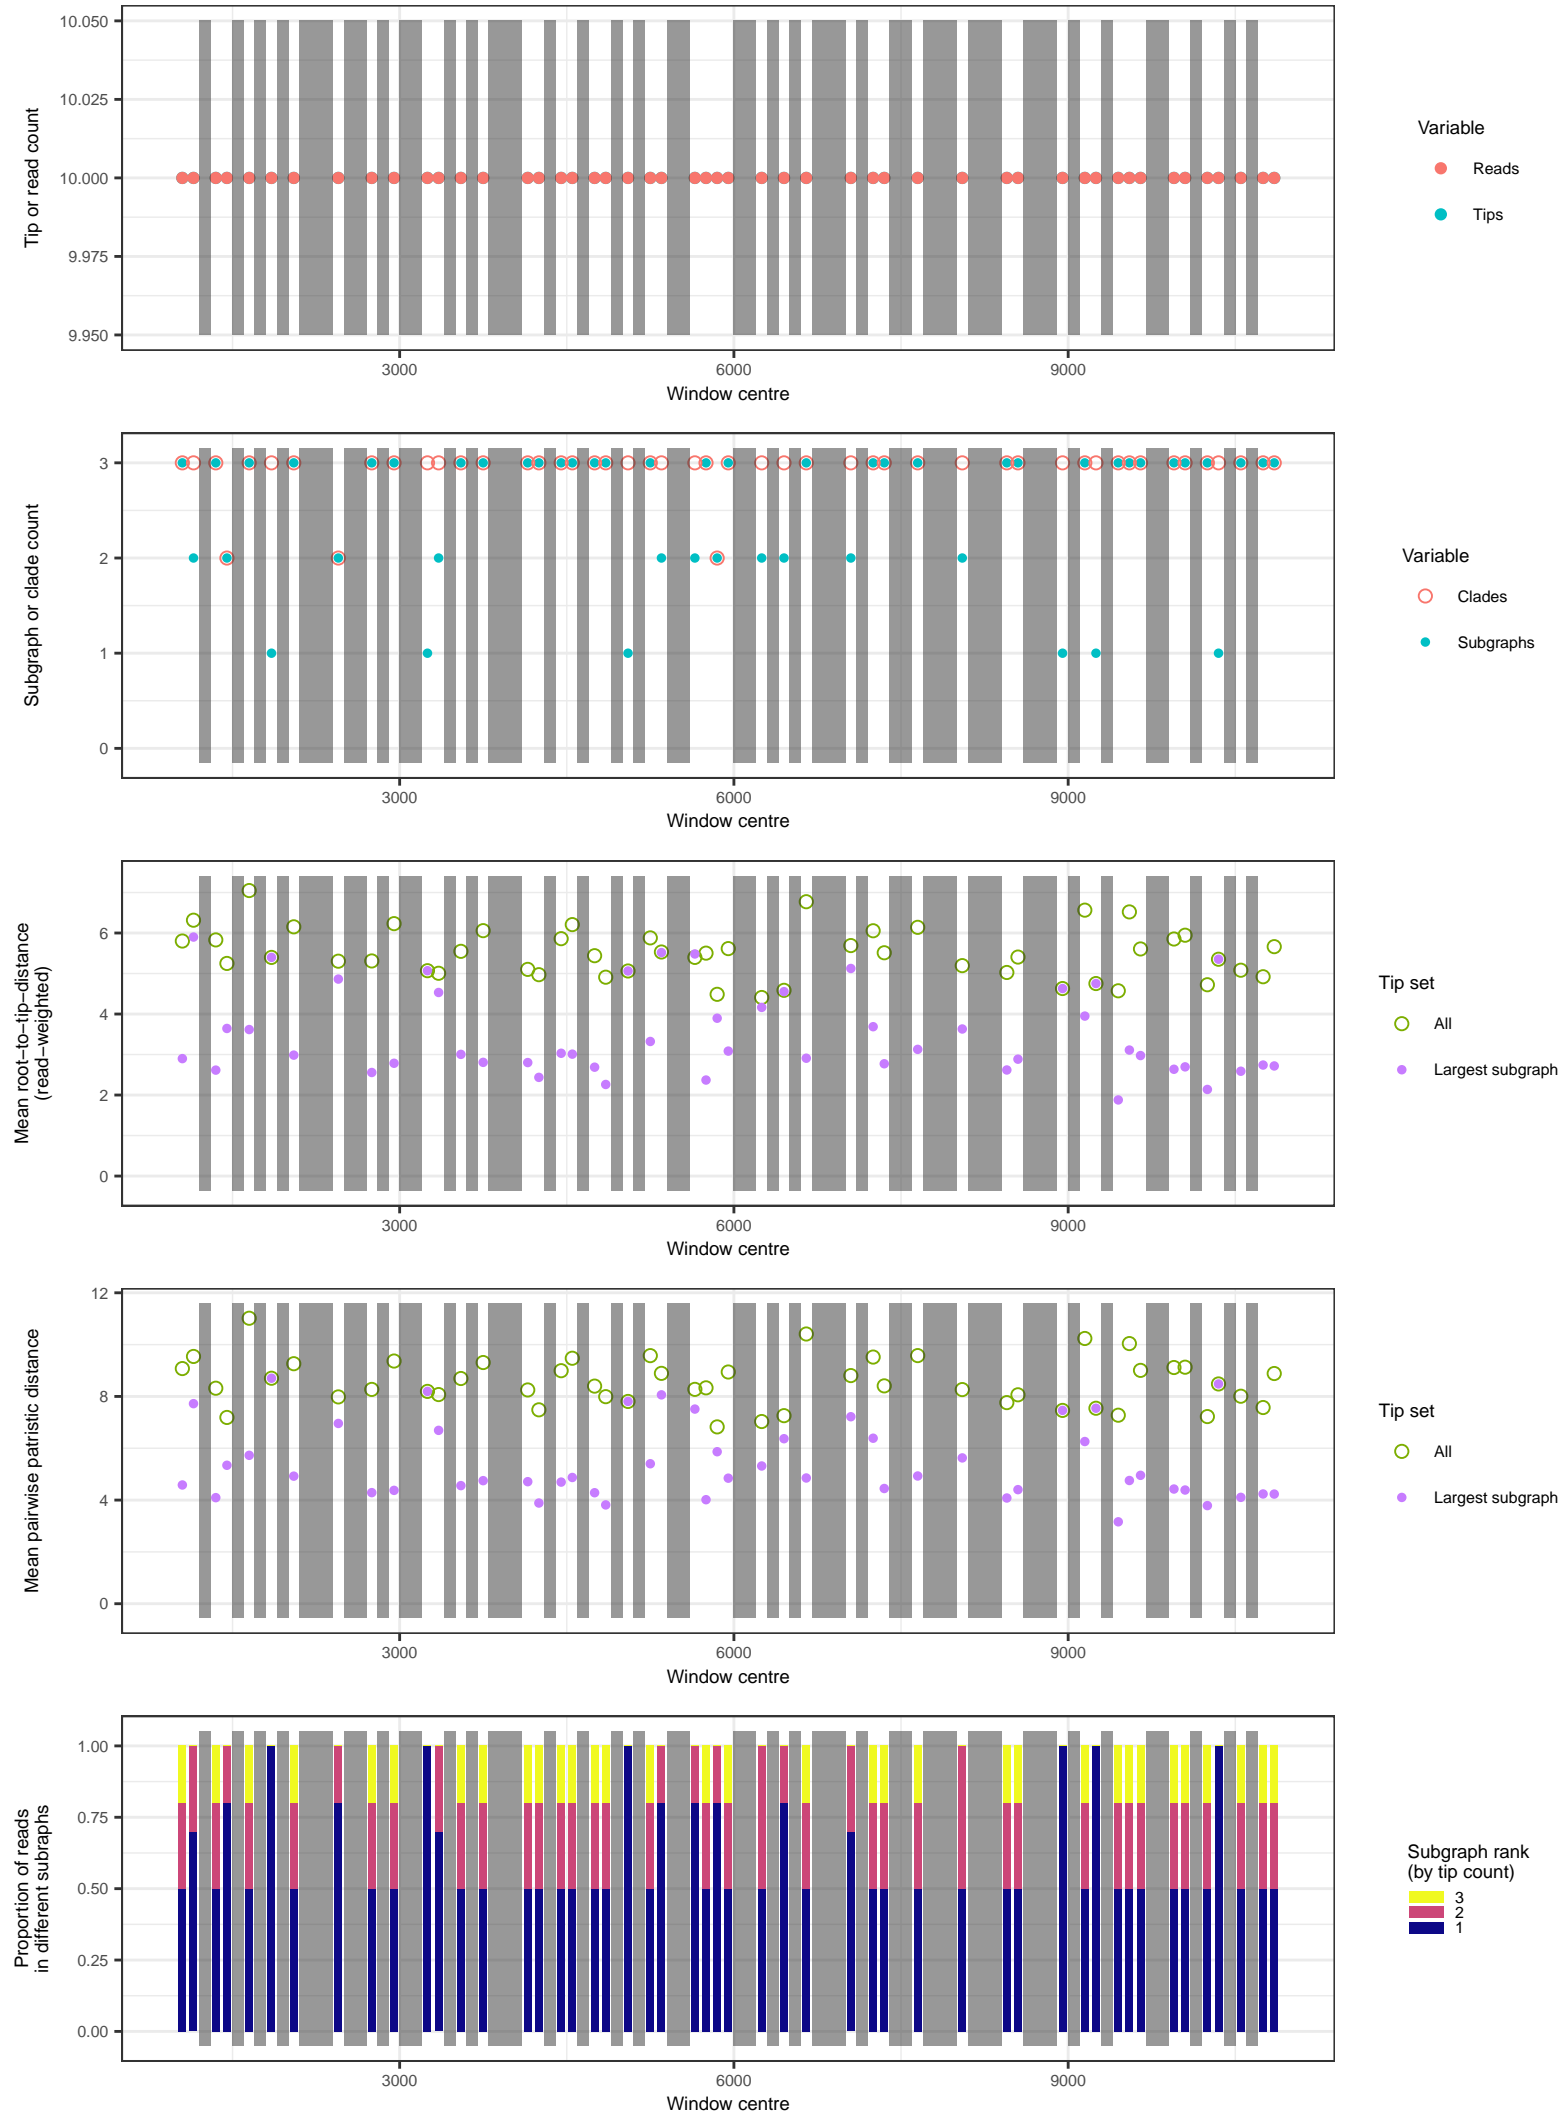 10.050
10.025
10.000
9.975
9.950
Tip or read count
3000
6000
9000
Window centre
Variable
Reads
Tips
3
2
1
0
Subgraph or clade count
3000
6000
9000
Window centre
Variable
Clades
Subgraphs
6
4
2
0
Mean root−to−tip−distance
(read−weighted)
3000
6000
9000
Window centre
Tip set
All
Largest subgraph
12
8
4
0
Mean pairwise patristic distance
3000
6000
9000
Window centre
Tip set
All
Largest subgraph
1.00
0.75
0.50
0.25
0.00
Proportion of reads
in different subraphs
3000
6000
9000
Window centre
Subgraph rank
(by tip count)
3
2
1